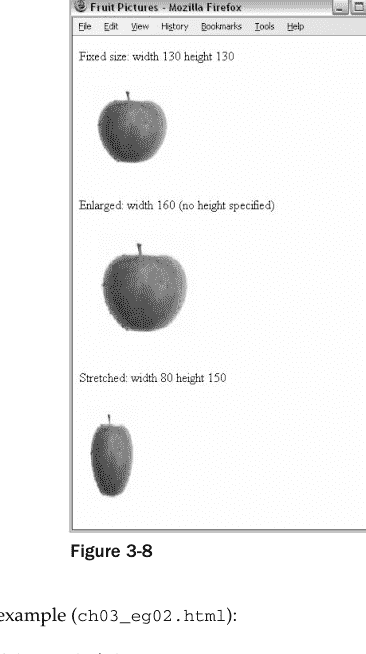 Fruit Pictures - Mozilla Firefox
File Edit View History Bookmarks Tools Help
Fixed size: width 130 height 130
Enlarged: width 160 (no height specified)
Stretched: width 80 height 150
Figure 3-8
example (ch03_eg02.html):